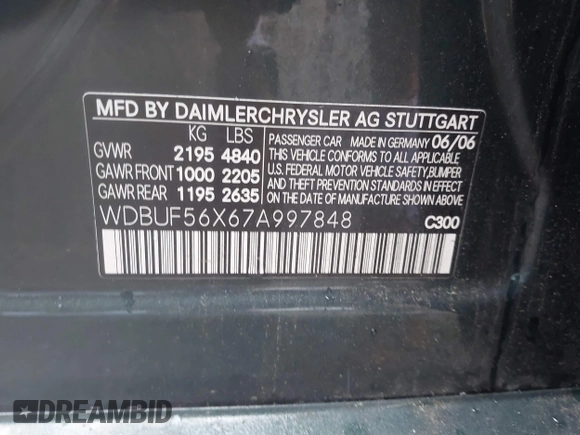 MFD BY DAIMLERCHRYSLER AG STUTTGART
KG LBS
GVWR 2195 4840
GAWR FRONT 1000 2205
GAWR REAR 1195 2635
PASSENGER CAR MADE IN GERMANY 06/06
THIS VEHICLE CONFORMS TO ALL APPLICABLE
U.S. FEDERAL MOTOR VEHICLE SAFETY,BUMPER
AND THEFT PREVENTION STANDARDS IN EFFECT
ON THE DATE OF MANUFACTURE SHOWN ABOVE
WDBUF56X67A997848 C300
DREAMBID